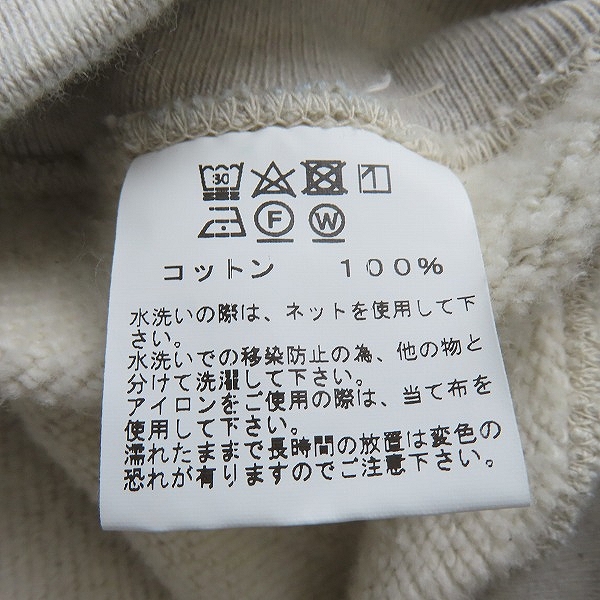 30
F W
コットン 100%
水洗いの際は、ネットを使用して下
さい。
水洗いでの移染防止の為、他の物と
分けて洗濯して下さい。
アイロンをご使用の際は、当て布を
使用して下さい。
濡れたままで長時間の放置は変色の
恐れが有りますのでご注意下さい。